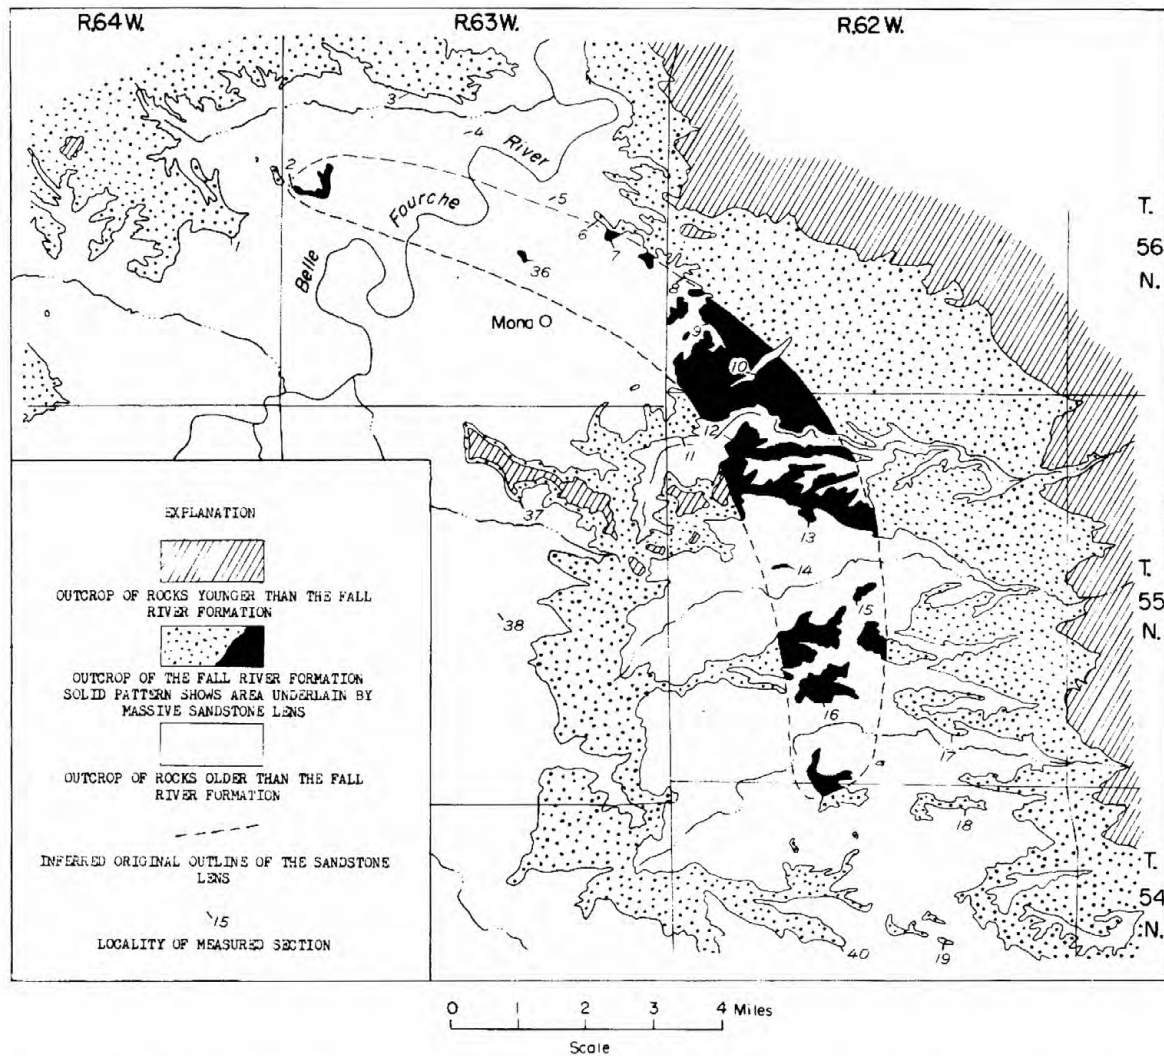 R.64W. R.63W. R.62W.
3
4
River
2
5
T.
56
N.
Fourche
1
6
7
36
Belle
Mona O
9
10
12
11
EXPLANATION
37
13
OUTCROP OF ROCKS YOUNGER THAN THE FALL
RIVER FORMATION
14
T.
55
N.
15
38
OUTCROP OF THE FALL RIVER FORMATION
SOLID PATTERN SHOWS AREA UNDERLAIN BY
MASSIVE SANDSTONE LENS
16
17
OUTCROP OF ROCKS OLDER THAN THE FALL
RIVER FORMATION
18
INFERRED ORIGINAL OUTLINE OF THE SANDSTONE
LENS
T.
54
N.
15
LOCALITY OF MEASURED SECTION
40
19
0 1 2 3 4 Miles
Scale